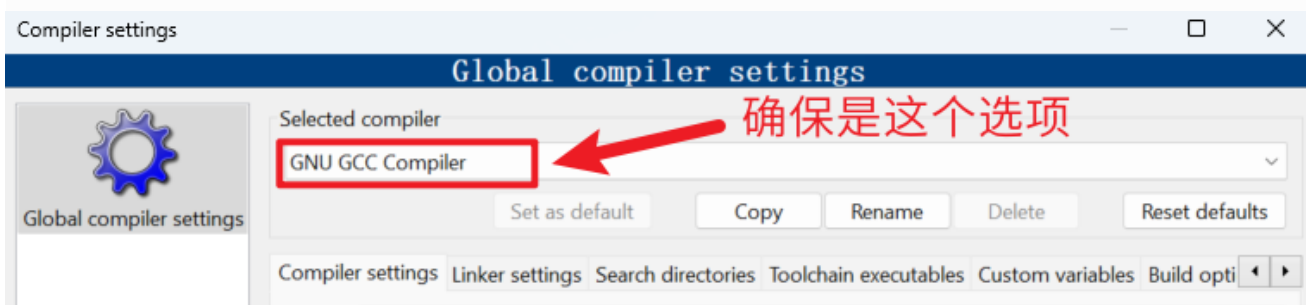 Compiler settings
Global compiler settings
Selected compiler
确保是这个选项
GNU GCC Compiler
Set as default Copy Rename Delete Reset defaults
Global compiler settings
Compiler settings Linker settings Search directories Toolchain executables Custom variables Build opti